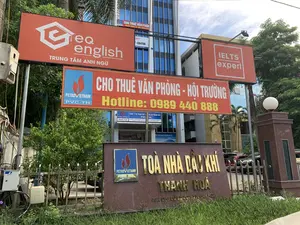 eq
english
TRUNG TÂM ANH NGỮ
IELTS
expert
CHO THUÊ VĂN PHÒNG - HỘI TRƯỜNG
Hotline: 0989 440 888
PETROVIETNAM
TOÀ NHÀ DẦU KHÍ
THANH HOÁ